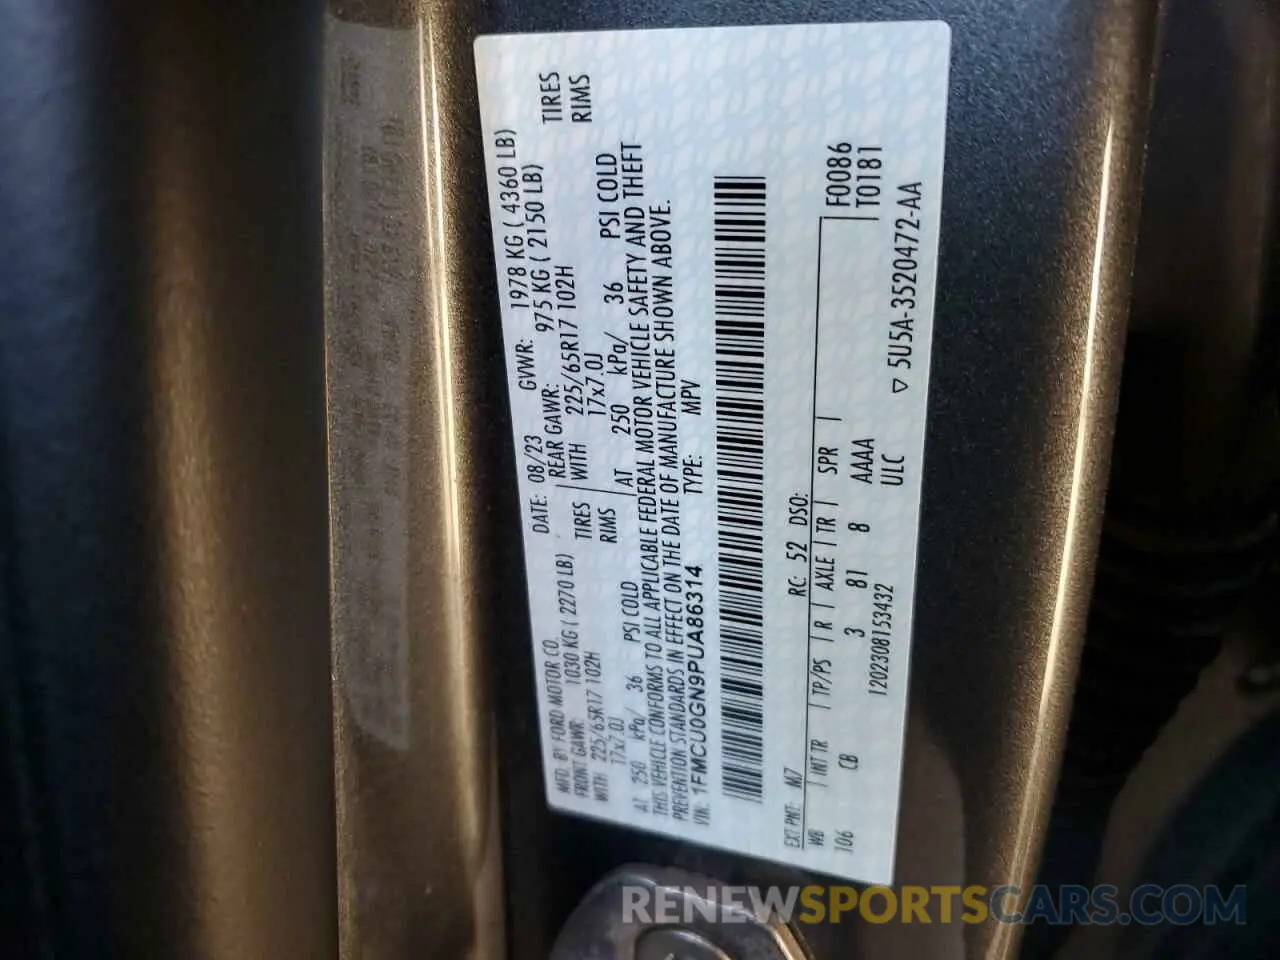 MFD. BY FORD MOTOR CO. DATE: 08/23 GVWR: 1978 KG ( 4360 LB)
FRONT GAWR: 1030 KG ( 2270 LB) REAR GAWR: 975 KG ( 2150 LB)
WITH 225/65R17 102H TIRES WITH 225/65R17 102H TIRES
17x7.0J RIMS 17x7.0J RIMS
AT 250 kPa/ 36 PSI COLD AT 250 kPa/ 36 PSI COLD
THIS VEHICLE CONFORMS TO ALL APPLICABLE FEDERAL MOTOR VEHICLE SAFETY AND THEFT
PREVENTION STANDARDS IN EFFECT ON THE DATE OF MANUFACTURE SHOWN ABOVE.
VIN: 1FMCU0GN9PUA86314 TYPE: MPV
EXT PNT: M7 RC: 52 DSO:
WB INT TR TP/PS R AXLE TR SPR F0086
106 CB 3 81 8 AAAA T0181
ULC
1202308153432
▽ 5U5A-3520472-AA
RENEWSPORTSCARS.COM